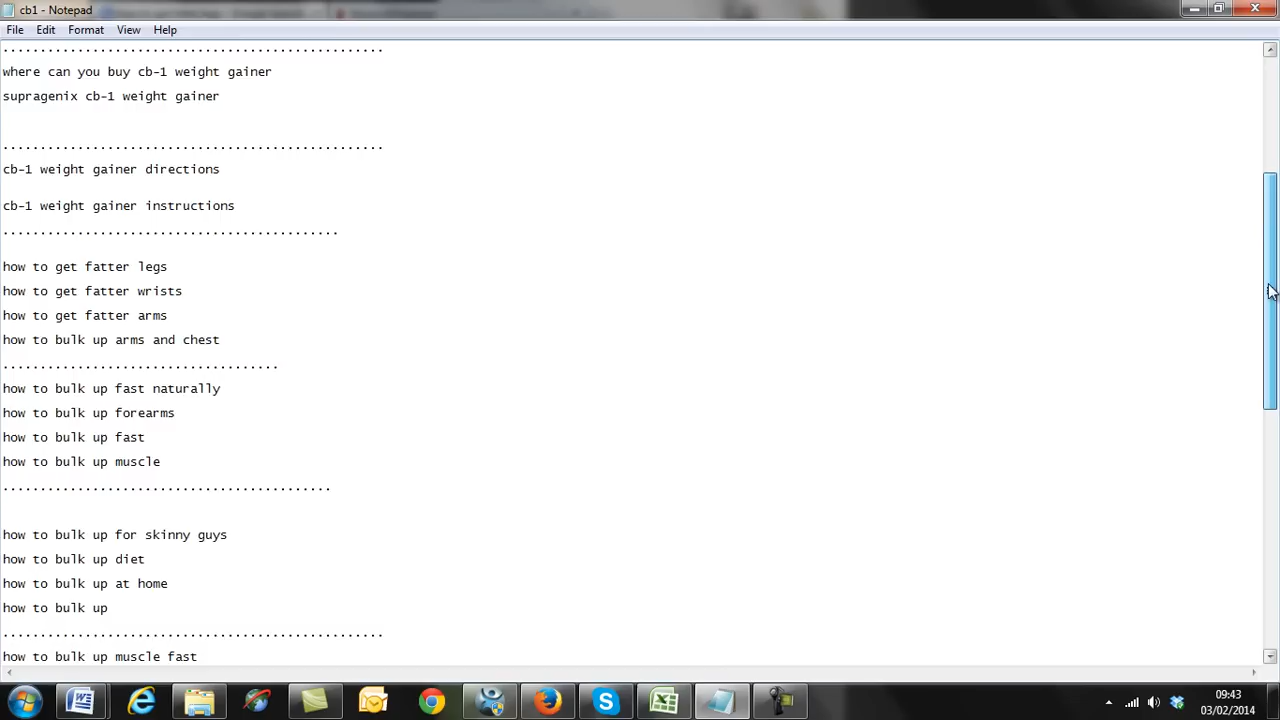 cb1 - Notepad
File Edit Format View Help
...................................................
where can you buy cb-1 weight gainer
supragenix cb-1 weight gainer
...................................................
cb-1 weight gainer directions
cb-1 weight gainer instructions
.............................................
how to get fatter legs
how to get fatter wrists
how to get fatter arms
how to bulk up arms and chest
.....................................
how to bulk up fast naturally
how to bulk up forearms
how to bulk up fast
how to bulk up muscle
............................................
how to bulk up for skinny guys
how to bulk up diet
how to bulk up at home
how to bulk up
...................................................
how to bulk up muscle fast
09:43
03/02/2014